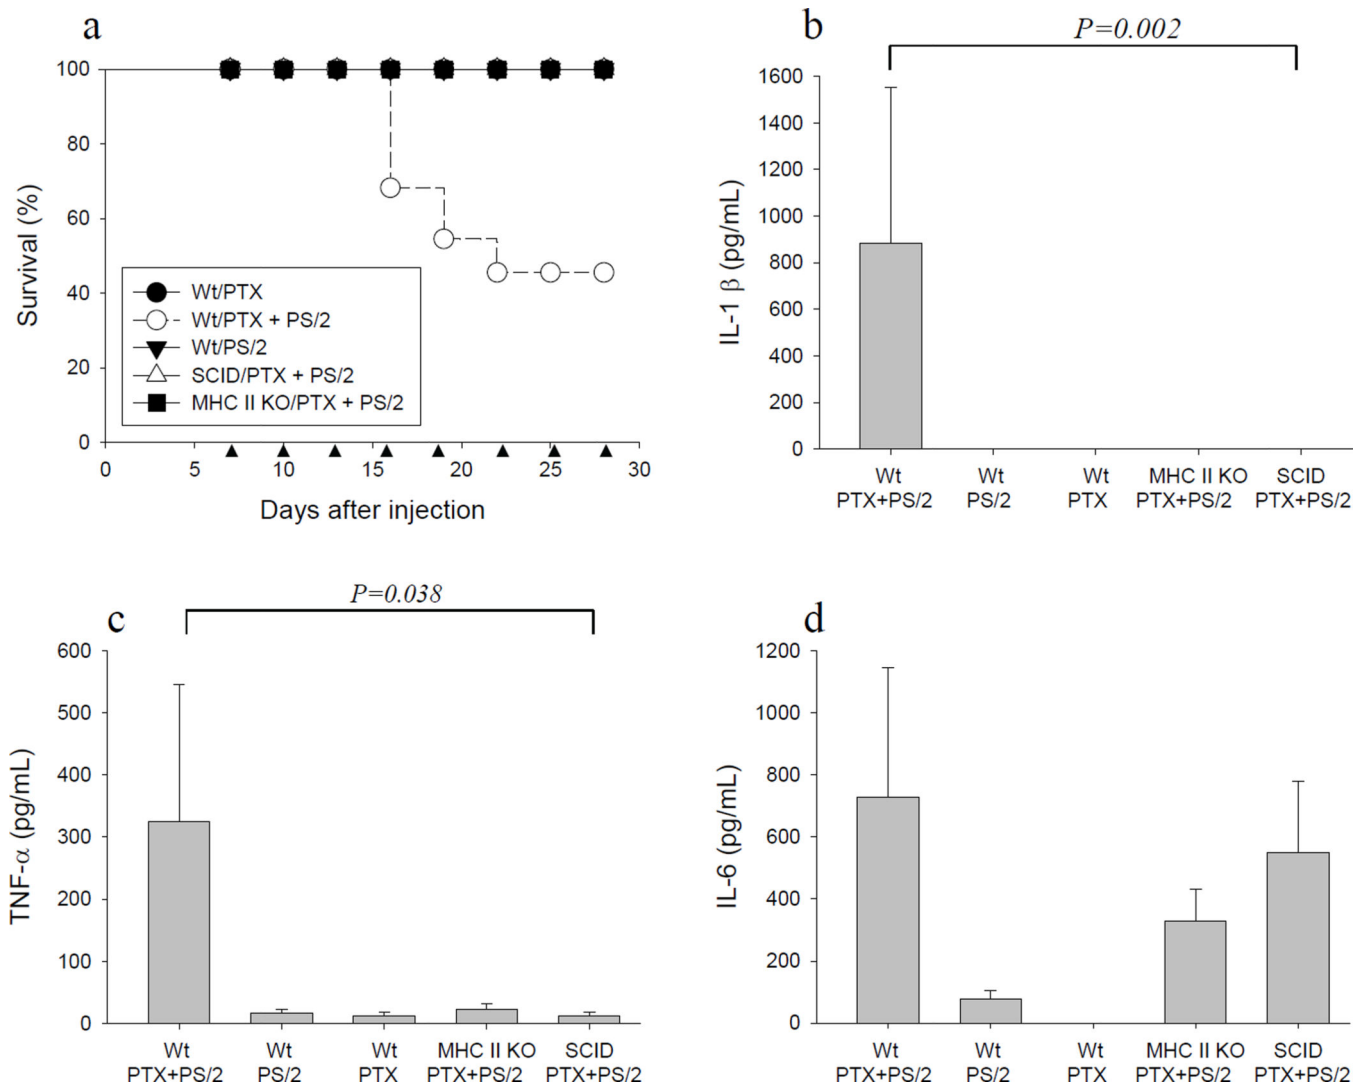 a
Survival (%)
100
80
60
40
20
0
Wt/PTX
Wt/PTX + PS/2
Wt/PS/2
SCID/PTX + PS/2
MHC II KO/PTX + PS/2
0 5 10 15 20 25 30
Days after injection
b
P=0.002
IL-1 β (pg/mL)
1600
1400
1200
1000
800
600
400
200
0
Wt Wt Wt MHC II KO SCID
PTX+PS/2 PS/2 PTX PTX+PS/2 PTX+PS/2
c
P=0.038
TNF-α (pg/mL)
600
500
400
300
200
100
0
Wt Wt Wt MHC II KO SCID
PTX+PS/2 PS/2 PTX PTX+PS/2 PTX+PS/2
d
IL-6 (pg/mL)
1200
1000
800
600
400
200
0
Wt Wt Wt MHC II KO SCID
PTX+PS/2 PS/2 PTX PTX+PS/2 PTX+PS/2